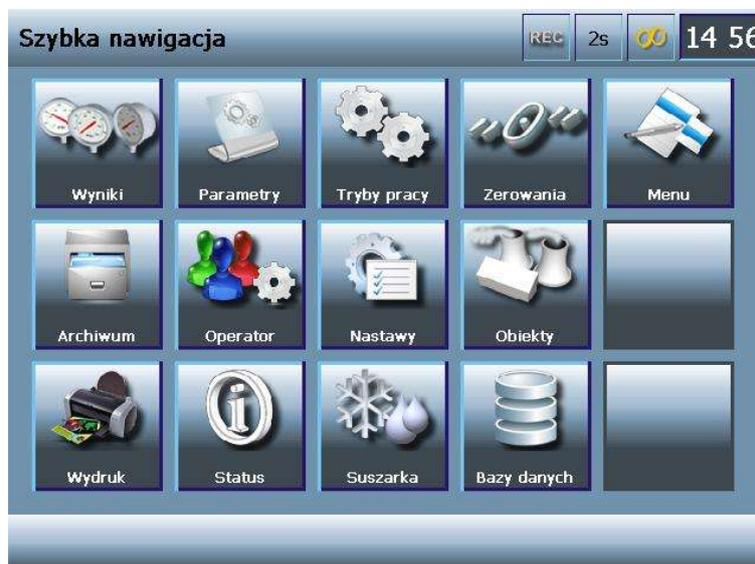 Szybka nawigacja REC 2s 14 56
Wyniki Parametry Tryby pracy Zerowania Menu
Archiwum Operator Nastawy Obiekty
Wydruk Status Suszarka Bazy danych